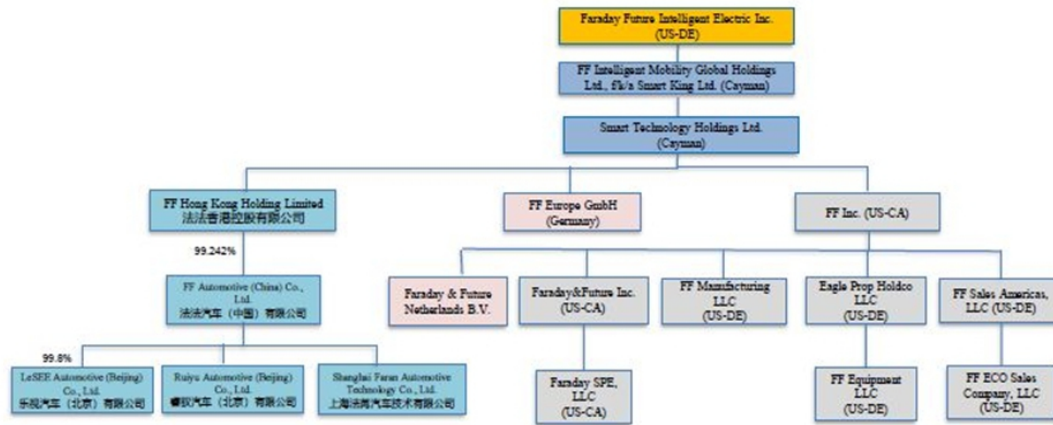 Faraday Future Intelligent Electric Inc.
(US-DE)
FF Intelligent Mobility Global Holdings
Ltd., f/k/a Smart King Ltd. (Cayman)
Smart Technology Holdings Ltd.
(Cayman)
FF Hong Kong Holding Limited
法法香港控股有限公司
FF Europe GmbH
(Germany)
FF Inc. (US-CA)
99.242%
FF Automotive (China) Co.,
Ltd.
法法汽车（中国）有限公司
Faraday & Future
Netherlands B.V.
Faraday&Future Inc.
(US-CA)
FF Manufacturing
LLC
(US-DE)
Eagle Prop Holdco
LLC
(US-DE)
FF Sales Americas,
LLC (US-DE)
99.8%
LeSEE Automotive (Beijing)
Co., Ltd.
乐视汽车（北京）有限公司
Ruiyu Automotive (Beijing)
Co., Ltd.
睿驭汽车（北京）有限公司
Shanghai Faran Automotive
Technology Co., Ltd.
上海法冉汽车技术有限公司
Faraday SPE,
LLC
(US-CA)
FF Equipment
LLC
(US-DE)
FF ECO Sales
Company, LLC
(US-DE)